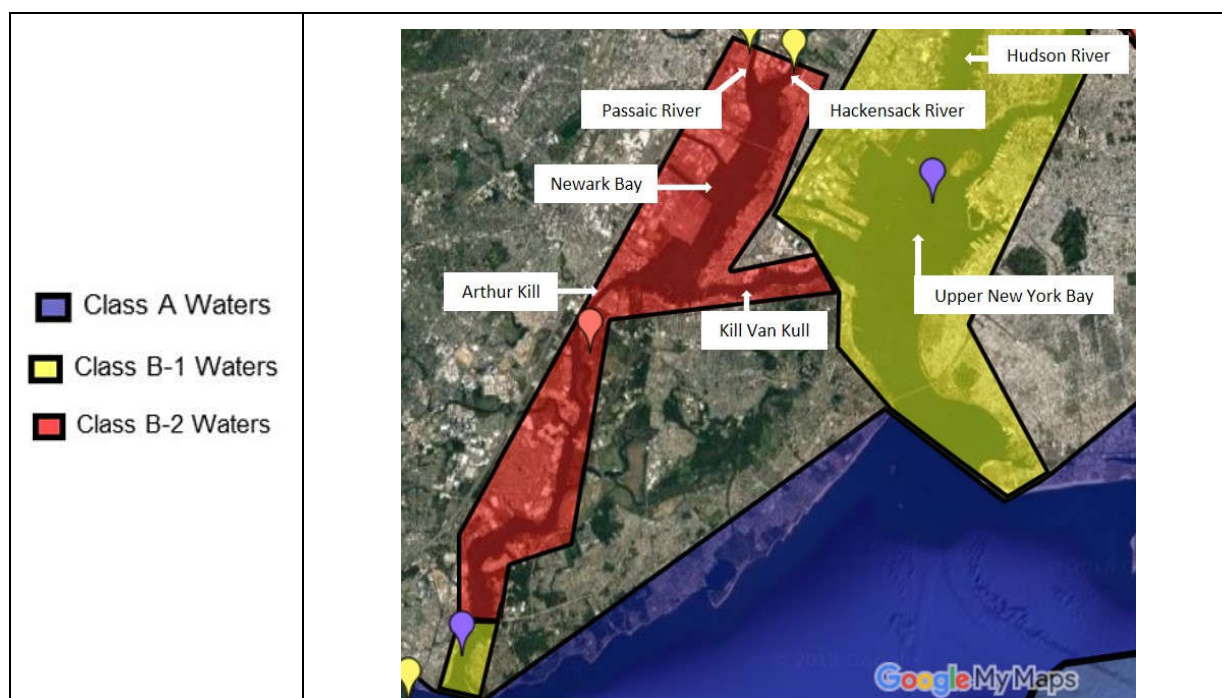 Class A Waters
Class B-1 Waters
Class B-2 Waters
Hudson River
Passaic River
Hackensack River
Newark Bay
Arthur Kill
Upper New York Bay
Kill Van Kull
Google My Maps